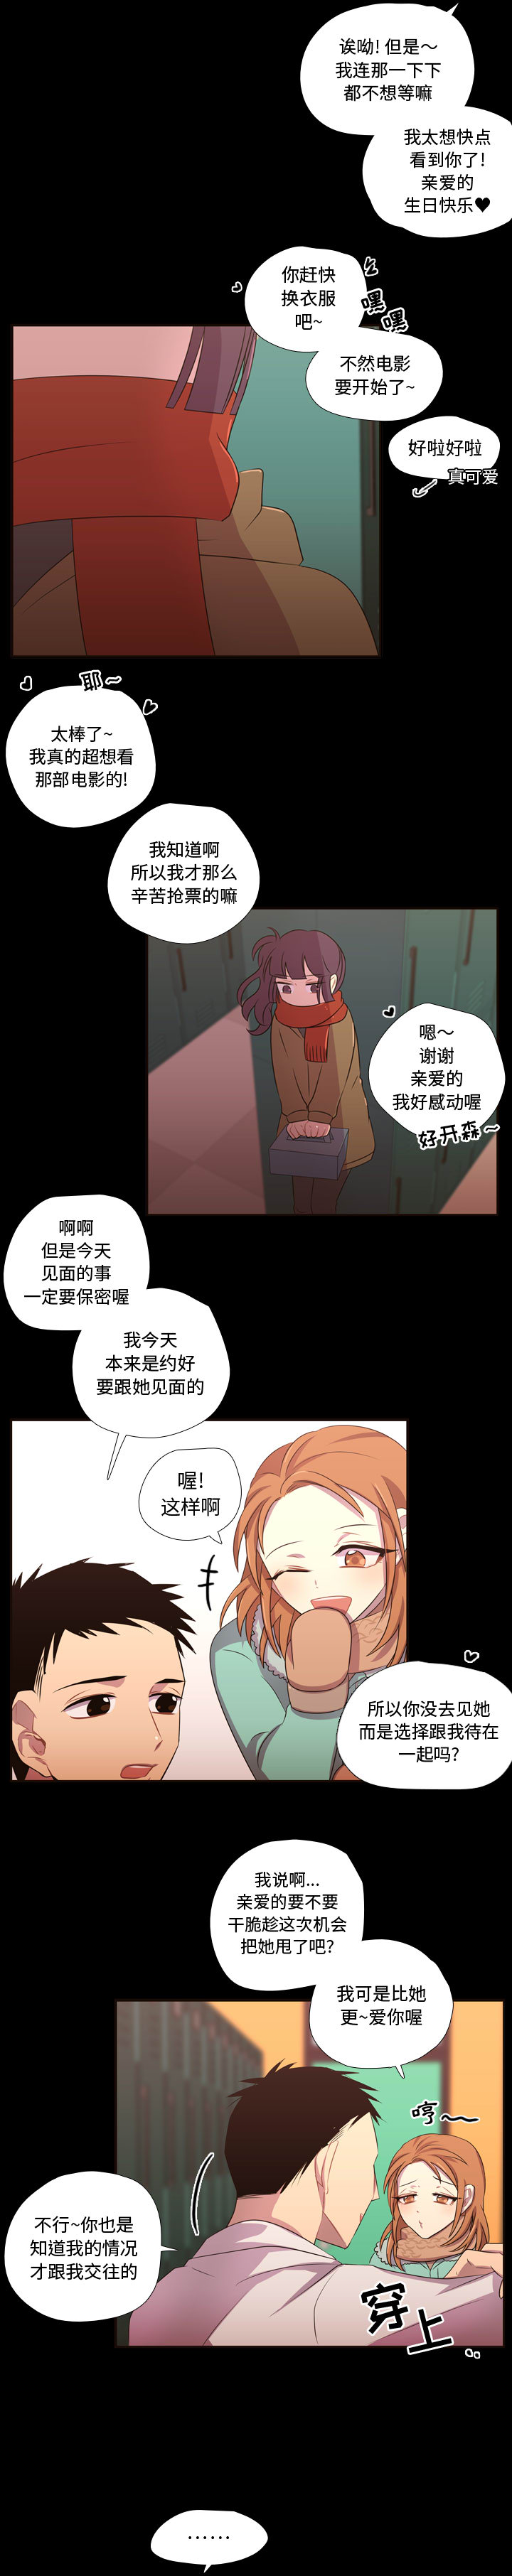 诶呦! 但是～
我连那一下下
都不想等嘛
我太想快点
看到你了!
亲爱的
生日快乐♥
你赶快
换衣服
吧~
嘿
嘿
不然电影
要开始了~
好啦好啦
真可爱
耶~
太棒了~
我真的超想看
那部电影的!
我知道啊
所以我才那么
辛苦抢票的嘛
嗯～
谢谢
亲爱的
我好感动喔
好开森~
啊啊
但是今天
见面的事
一定要保密喔
我今天
本来是约好
要跟她见面的
喔!
这样啊
所以你没去见她
而是选择跟我待在
一起吗?
我说啊...
亲爱的要不要
干脆趁这次机会
把她甩了吧?
我可是比她
更~爱你喔
哼～
不行~你也是
知道我的情况
才跟我交往的
穿上
······